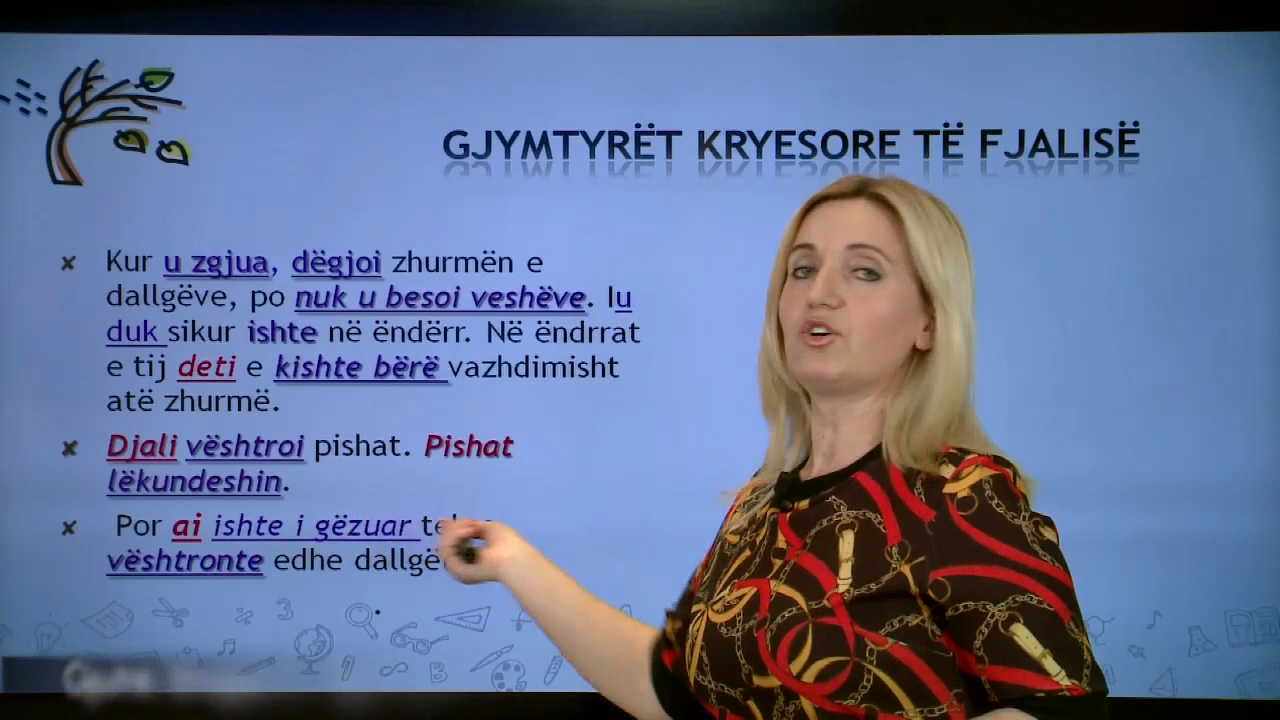 GJYMTYRËT KRYESORE TË FJALISË
Kur u zgjua, dëgjoi zhurmën e
dallgëve, po nuk u besoi veshëve. Iu
duk sikur ishte në ëndërr. Në ëndrrat
e tij deti e kishte bërë vazhdimisht
atë zhurmë.
Djali vështroi pishat. Pishat
lëkundeshin.
Por ai ishte i gëzuar
vështronte edhe